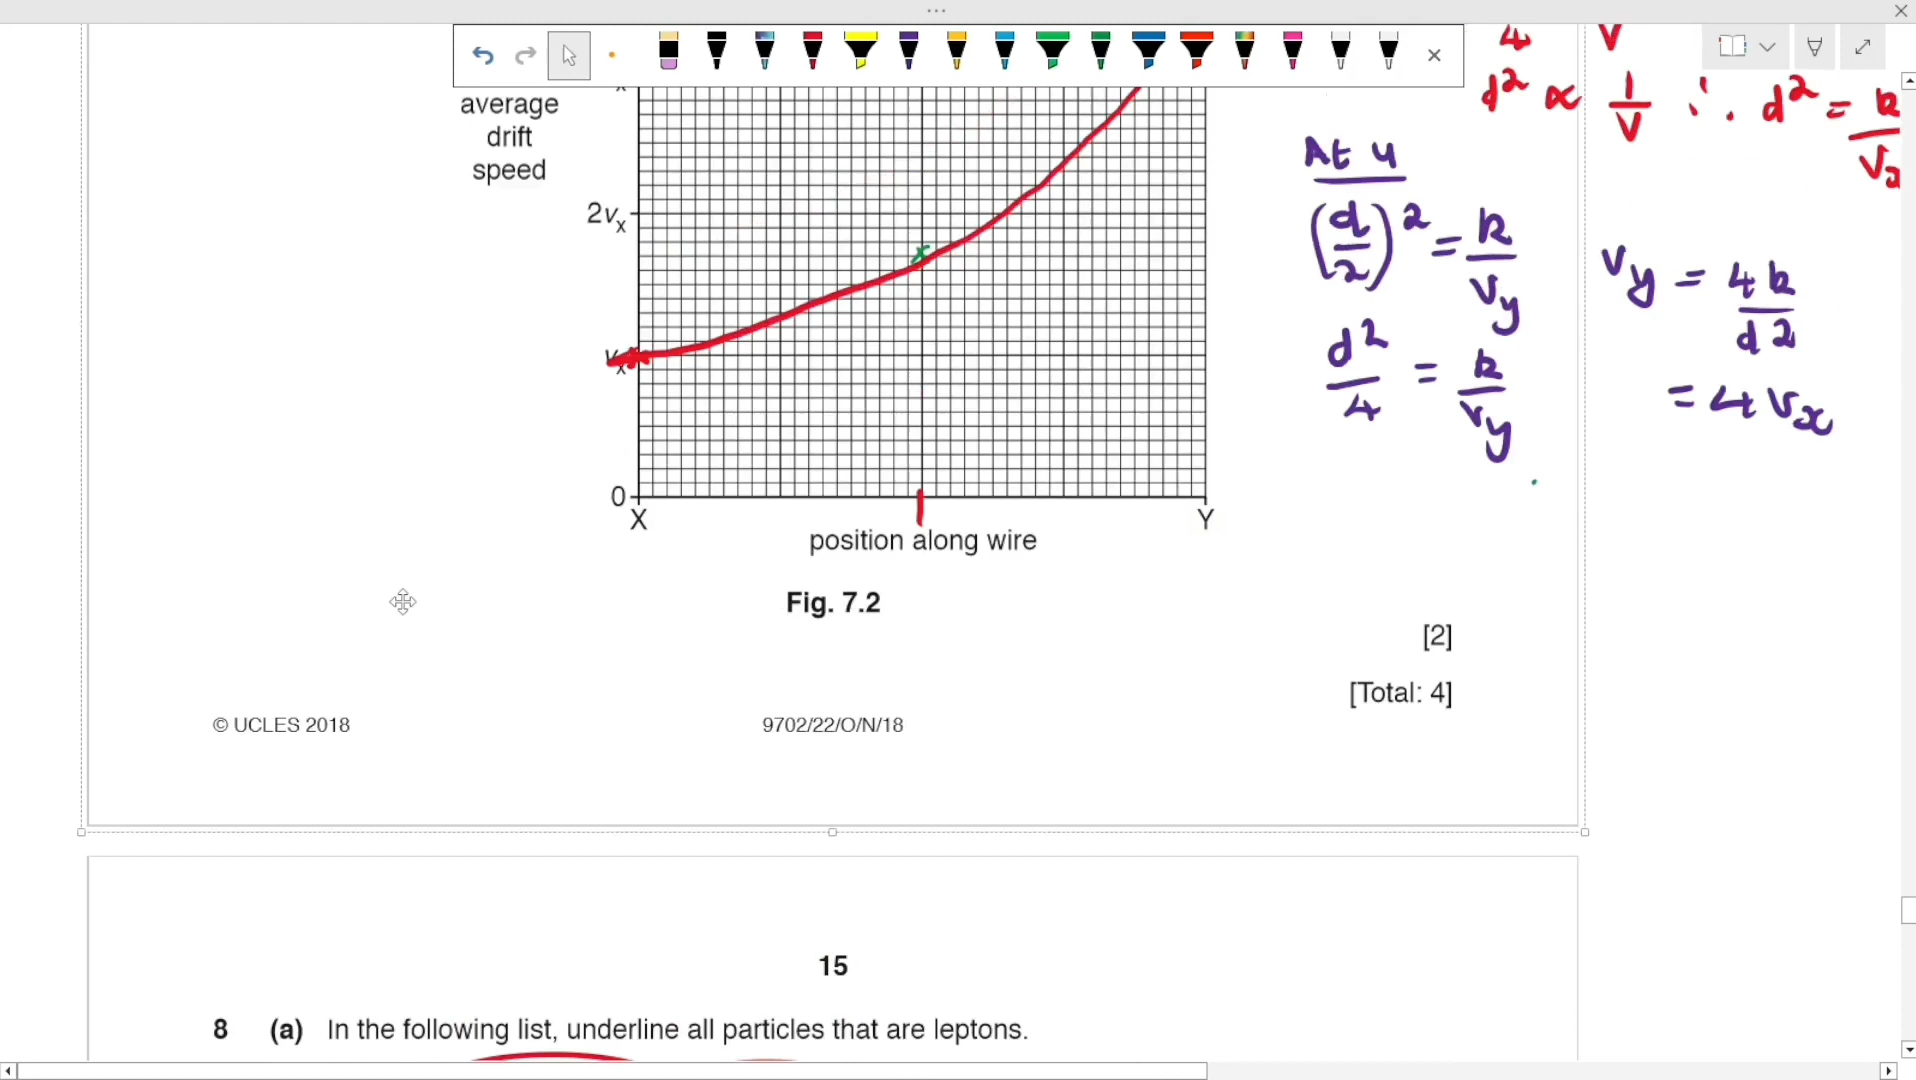 average
drift
speed
2vx
vx
0
X
Y
position along wire
Fig. 7.2
[2]
[Total: 4]
© UCLES 2018
9702/22/O/N/18
15
8 (a) In the following list, underline all particles that are leptons.
4 V
d² ∝ 1/V ∴ d² = k/
At y
(d/2)² = k/Vy
d²/4 = k/Vy
Vy = 4k/d2
= 4Vx